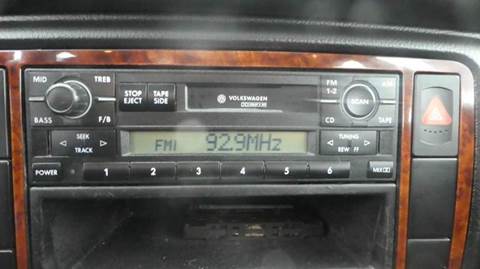 MID TREB
STOP EJECT
TAPE SIDE
VOLKSWAGEN
FM 1-2
AM
SCAN
BASS F/B
CD TAPE
SEEK
TRACK
FM1 92.9MHz
TUNING
REW FF
POWER 1 2 3 4 5 6 MIX